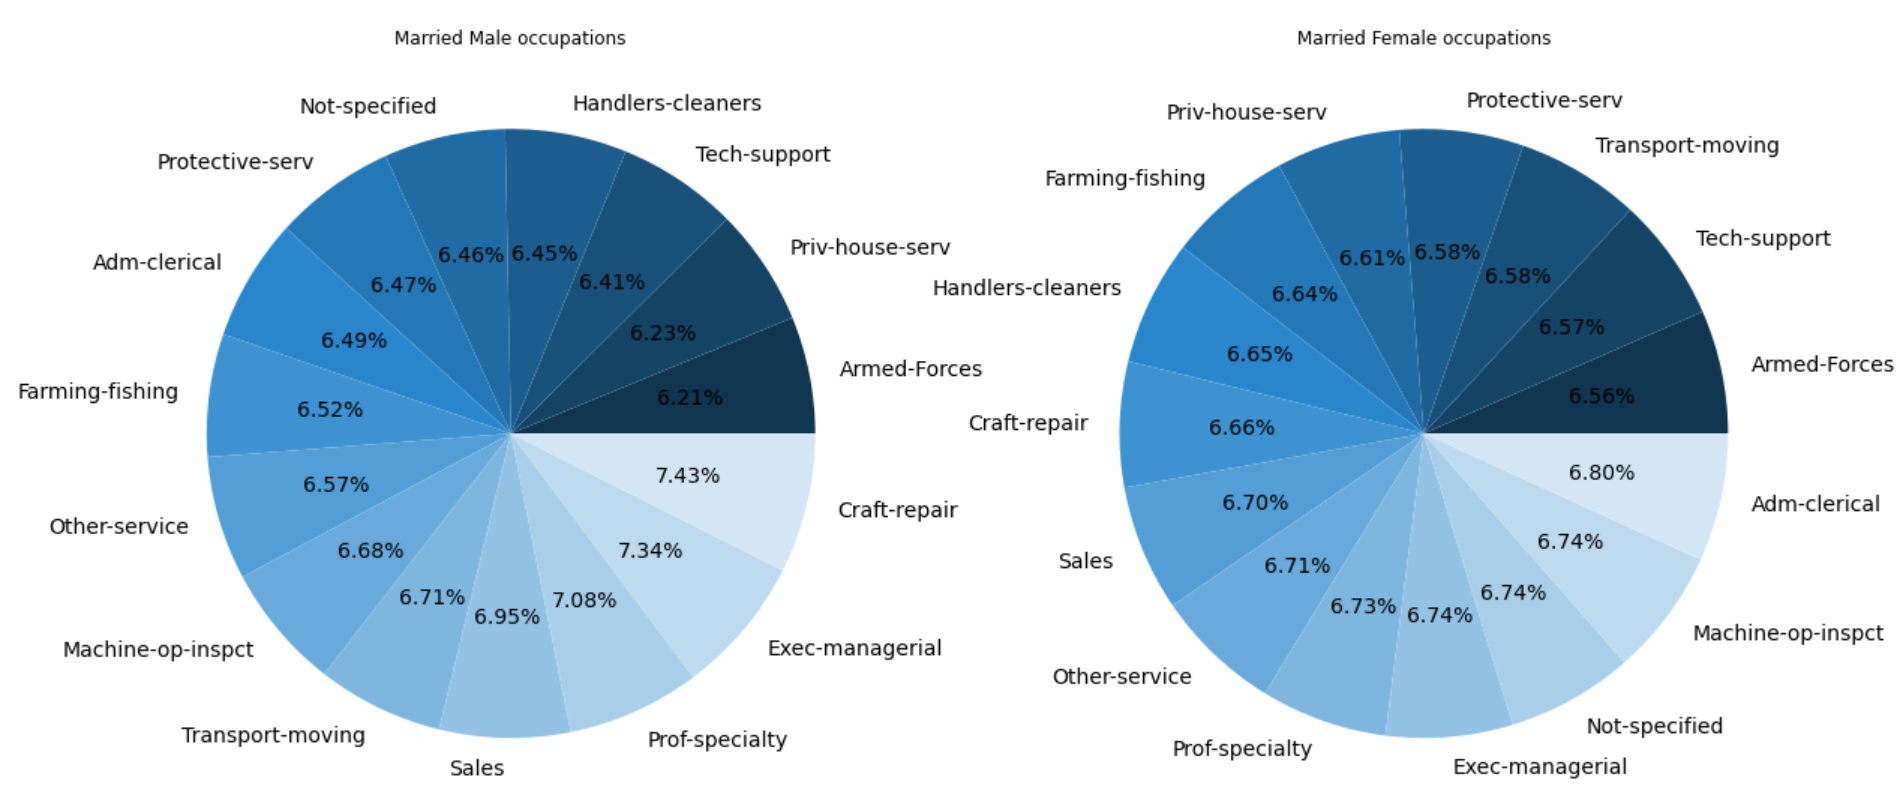 Married Male occupations
Armed-Forces
6.21%
Priv-house-serv
6.23%
Tech-support
6.41%
Handlers-cleaners
6.45%
Not-specified
6.46%
Protective-serv
6.47%
Adm-clerical
6.49%
Farming-fishing
6.52%
Other-service
6.57%
Machine-op-inspct
6.68%
Transport-moving
6.71%
Sales
6.95%
Prof-specialty
7.08%
Exec-managerial
7.34%
Craft-repair
7.43%
Married Female occupations
Armed-Forces
6.56%
Tech-support
6.57%
Transport-moving
6.58%
Protective-serv
6.58%
Priv-house-serv
6.61%
Farming-fishing
6.64%
Handlers-cleaners
6.65%
Craft-repair
6.66%
Sales
6.70%
Other-service
6.71%
Prof-specialty
6.73%
Exec-managerial
6.74%
Not-specified
6.74%
Machine-op-inspct
6.74%
Adm-clerical
6.80%